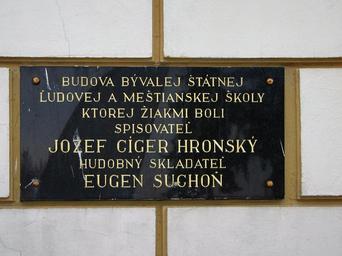 BUDOVA BÝVALEJ ŠTÁTNEJ
ĽUDOVEJ A MEŠTIANSKEJ ŠKOLY
KTOREJ ŽIAKMI BOLI
SPISOVATEĽ
JOZEF CÍGER HRONSKÝ
HUDOBNÝ SKLADATEĽ
EUGEN SUCHOŇ